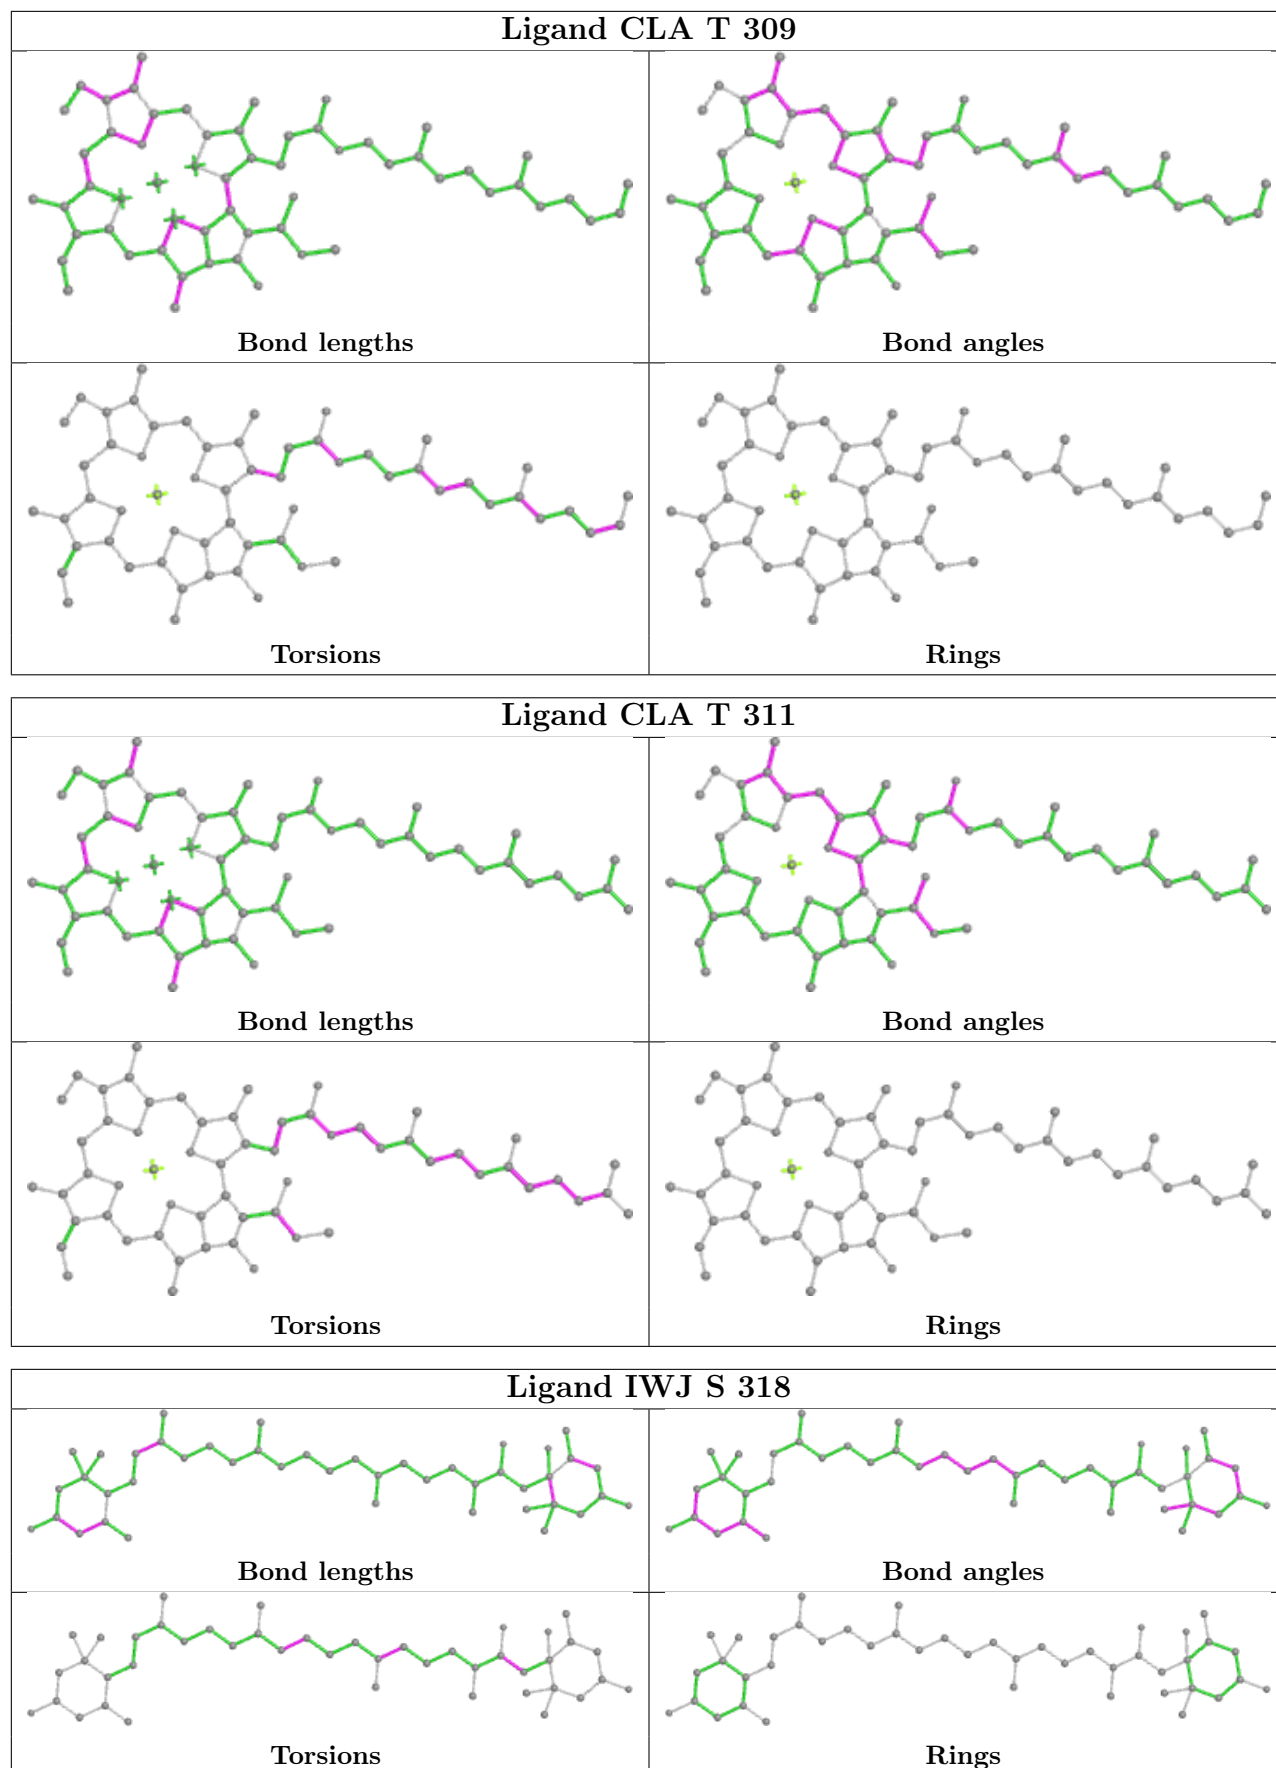 Ligand CLA T 309
Bond lengths
Bond angles
Torsions
Rings
Ligand CLA T 311
Bond lengths
Bond angles
Torsions
Rings
Ligand IWJ S 318
Bond lengths
Bond angles
Torsions
Rings